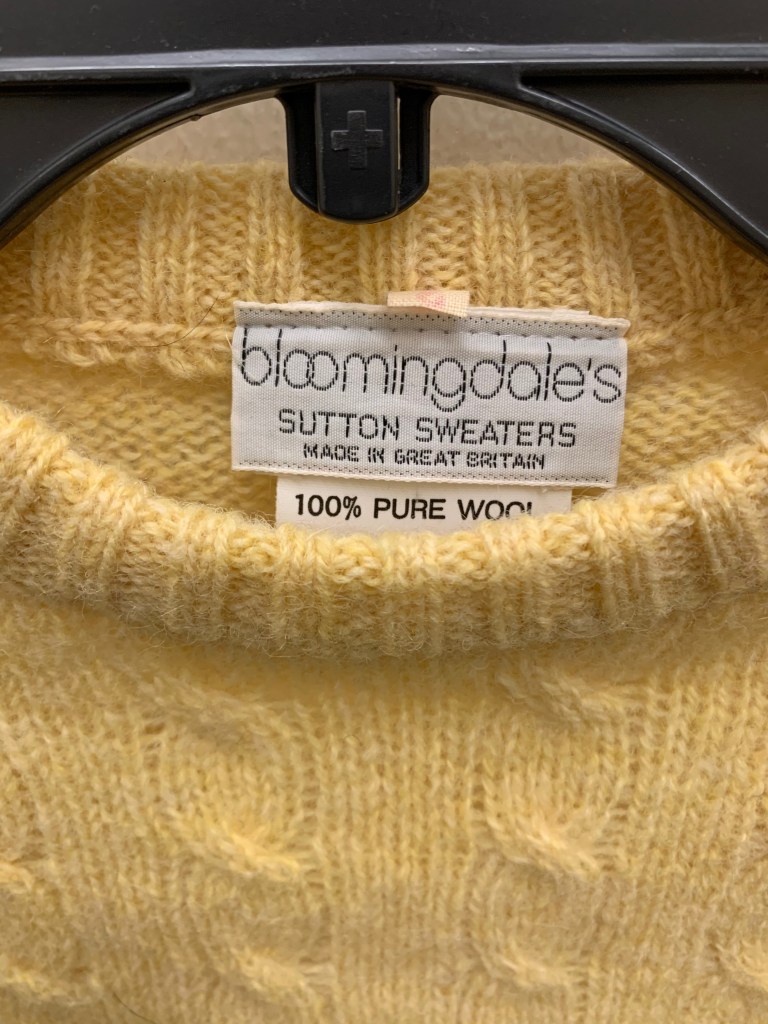 bloomingdale's
SUTTON SWEATERS
MADE IN GREAT BRITAIN
100% PURE WOOL